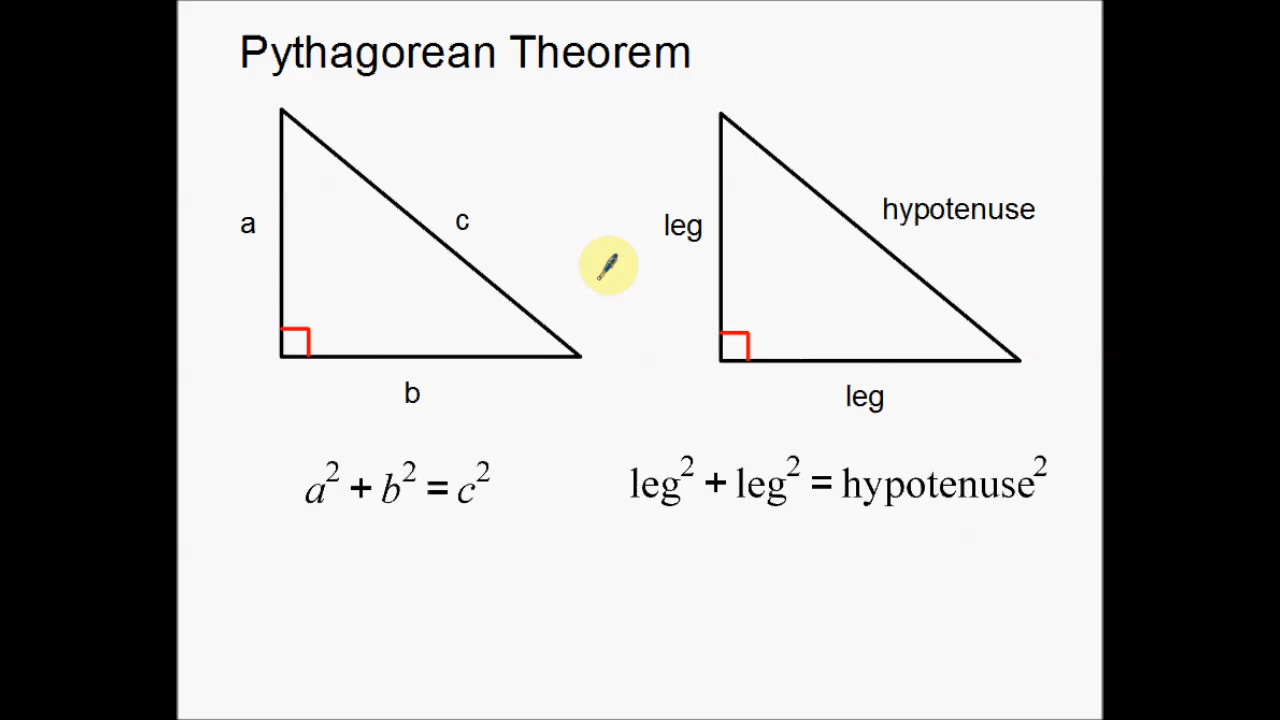 Pythagorean Theorem
a
c
b
leg
hypotenuse
leg
a² + b² = c²
leg² + leg² = hypotenuse²